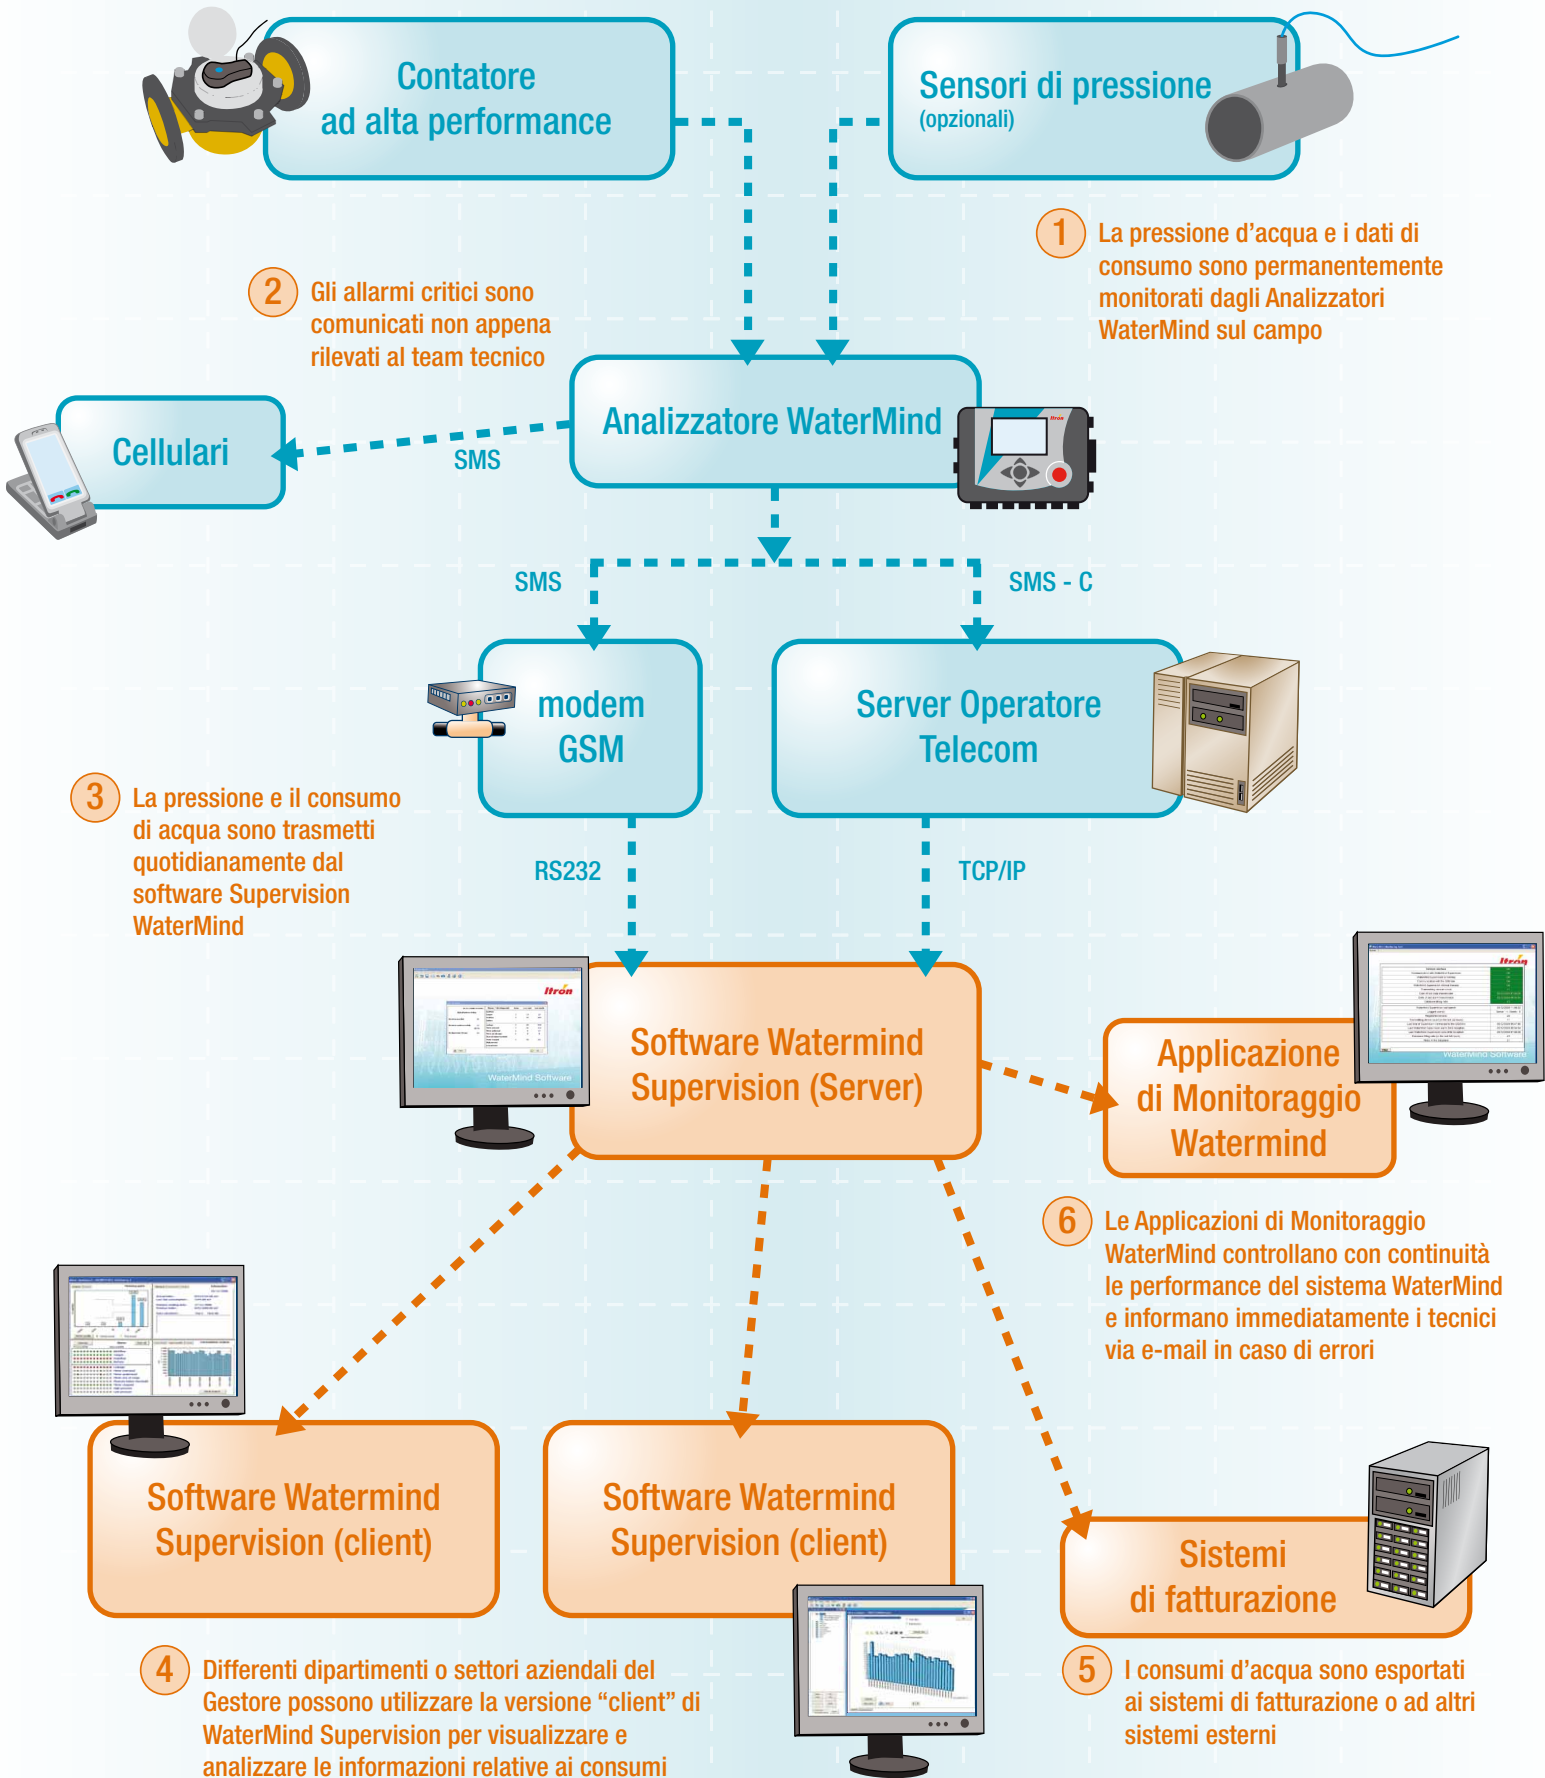 Contatore
ad alta performance
Sensori di pressione
(opzionali)
1
La pressione d'acqua e i dati di
consumo sono permanentemente
monitorati dagli Analizzatori
WaterMind sul campo
2
Gli allarmi critici sono
comunicati non appena
rilevati al team tecnico
Analizzatore WaterMind
Itron
Cellulari
SMS
SMS
SMS - C
modem
GSM
Server Operatore
Telecom
3
La pressione e il consumo
di acqua sono trasmetti
quotidianamente dal
software Supervision
WaterMind
RS232
TCP/IP
Itrón
WaterMind Software
Software Watermind
Supervision (Server)
Itrón
WaterMind Software
Applicazione
di Monitoraggio
Watermind
6
Le Applicazioni di Monitoraggio
WaterMind controllano con continuità
le performance del sistema WaterMind
e informano immediatamente i tecnici
via e-mail in caso di errori
Software Watermind
Supervision (client)
Software Watermind
Supervision (client)
Sistemi
di fatturazione
4
Differenti dipartimenti o settori aziendali del
Gestore possono utilizzare la versione “client” di
WaterMind Supervision per visualizzare e
analizzare le informazioni relative ai consumi
5
I consumi d'acqua sono esportati
ai sistemi di fatturazione o ad altri
sistemi esterni